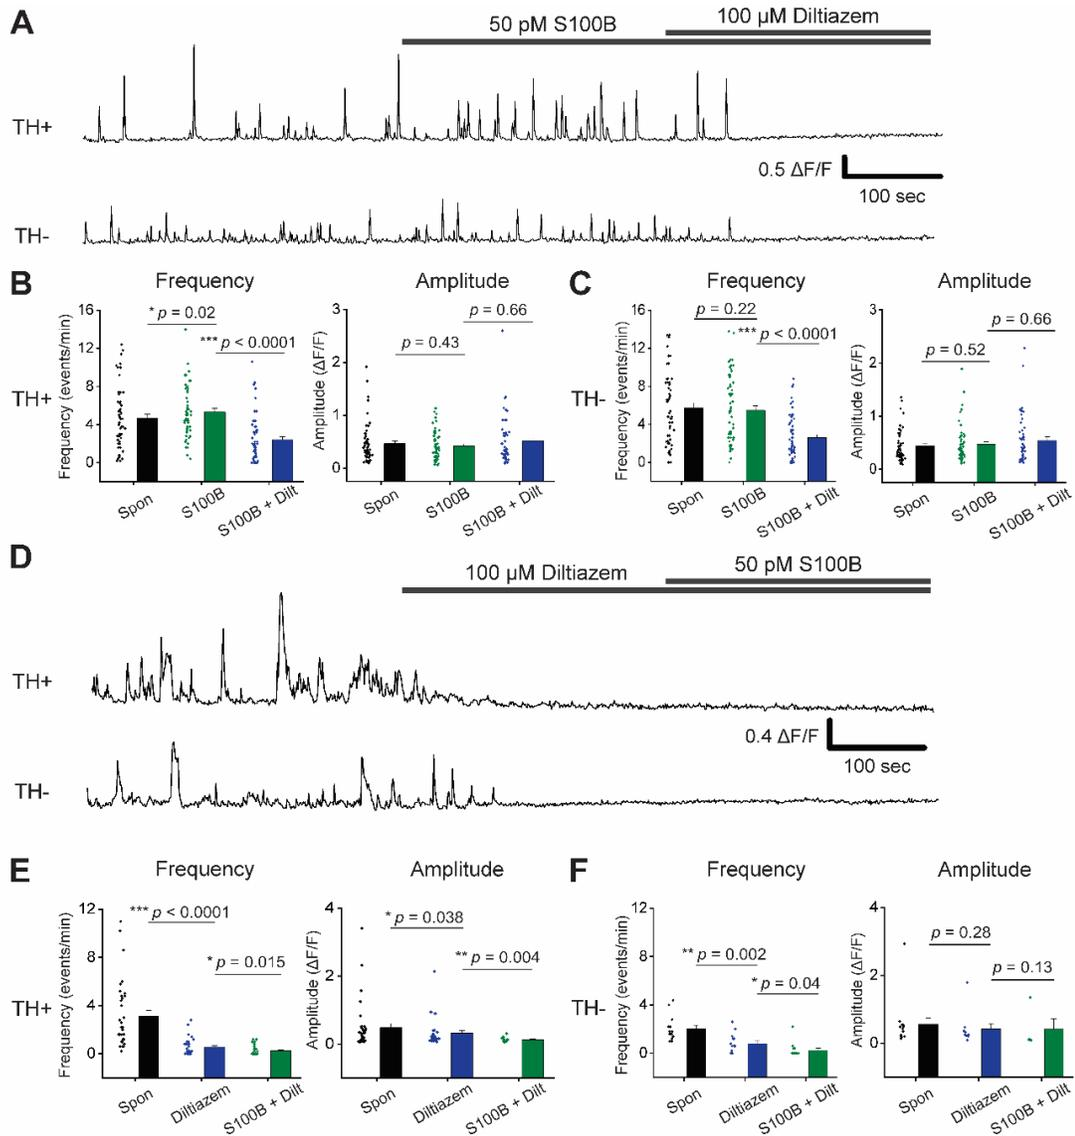 A
50 pM S100B
100 µM Diltiazem
TH+
0.5 ΔF/F
100 sec
TH-
B
Frequency
Amplitude
C
Frequency
Amplitude
TH+
Frequency (events/min)
16
12
8
4
0
* p = 0.02
*** p < 0.0001
Spon
S100B
S100B + Dilt
Amplitude (ΔF/F)
3
2
1
0
p = 0.43
p = 0.66
Spon
S100B
S100B + Dilt
TH-
Frequency (events/min)
16
12
8
4
0
p = 0.22
*** p < 0.0001
Spon
S100B
S100B + Dilt
Amplitude (ΔF/F)
3
2
1
0
p = 0.52
p = 0.66
Spon
S100B
S100B + Dilt
D
100 µM Diltiazem
50 pM S100B
TH+
0.4 ΔF/F
100 sec
TH-
E
Frequency
Amplitude
F
Frequency
Amplitude
TH+
Frequency (events/min)
12
8
4
0
*** p < 0.0001
* p = 0.015
Spon
Diltiazem
S100B + Dilt
Amplitude (ΔF/F)
4
2
0
* p = 0.038
** p = 0.004
Spon
Diltiazem
S100B + Dilt
TH-
Frequency (events/min)
12
8
4
0
** p = 0.002
* p = 0.04
Spon
Diltiazem
S100B + Dilt
Amplitude (ΔF/F)
4
2
0
p = 0.28
p = 0.13
Spon
Diltiazem
S100B + Dilt